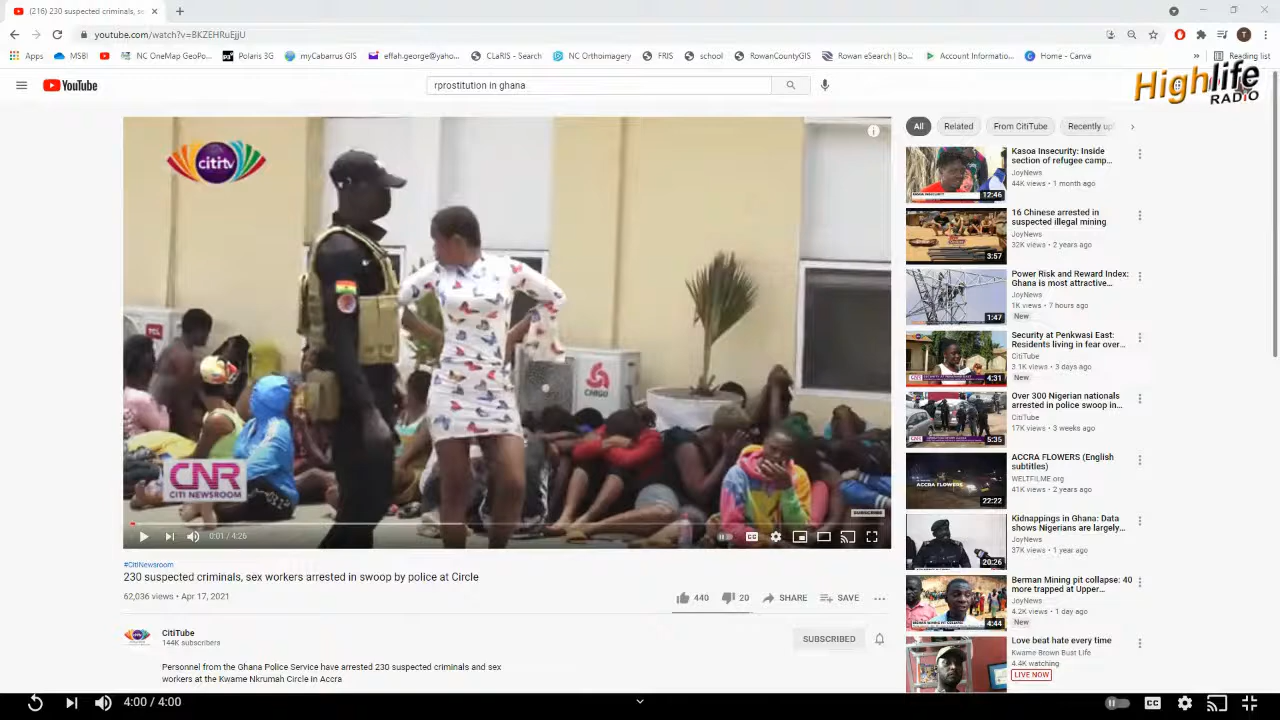 (216) 230 suspected criminals, se
youtube.com/watch?v=BKZEHRuEjjU
Apps
MSBI
NC OneMap GeoPo...
Polaris 3G
myCabarrus GIS
effah.george@yaho...
CLaRIS - Search
NC Orthoimagery
FRIS
school
RowanCountyGIS
Rowan eSearch | Bo...
Account Informatio...
Home - Canva
»
Reading list
Highlife
RADIO
YouTube
rprostitution in ghana
T
cititv
CHIGO
CNR
CITI NEWSROOM
SUBSCRIBE
0:01 / 4:26
CC
#CitiNewsroom
230 suspected criminals, sex workers arrested in swoop by police at Circle
62,036 views • Apr 17, 2021
440
20
SHARE
SAVE
CitiTube
144K subscribers
SUBSCRIBED
Personnel from the Ghana Police Service have arrested 230 suspected criminals and sex
workers at the Kwame Nkrumah Circle
All
Related
From CitiTube
Recently up
Kasoa Insecurity: Inside
section of refugee camp...
JoyNews
44K views • 1 month ago
12:46
16 Chinese arrested in
suspected illegal mining
JoyNews
32K views • 2 years ago
3:57
Power Risk and Reward Index:
Ghana is most attractive...
JoyNews
1K views • 7 hours ago
New
1:47
Security at Penkwasi East:
Residents living in fear over...
CitiTube
3.1K views • 3 days ago
New
4:31
Over 300 Nigerian nationals
arrested in police swoop in...
CitiTube
17K views • 3 weeks ago
5:35
ACCRA FLOWERS (English
subtitles)
WELTFILME.org
41K views • 2 years ago
ACCRA FLOWERS
22:22
Kidnappings in Ghana: Data
shows Nigerians are largely...
JoyNews
37K views • 1 year ago
20:26
Berman Mining pit collapse: 40
more trapped at Upper...
JoyNews
4.2K views • 1 day ago
New
4:44
Love beat hate every time
Kwame Brown Bust Life
4.4K watching
LIVE NOW
4:00 / 4:00
CC